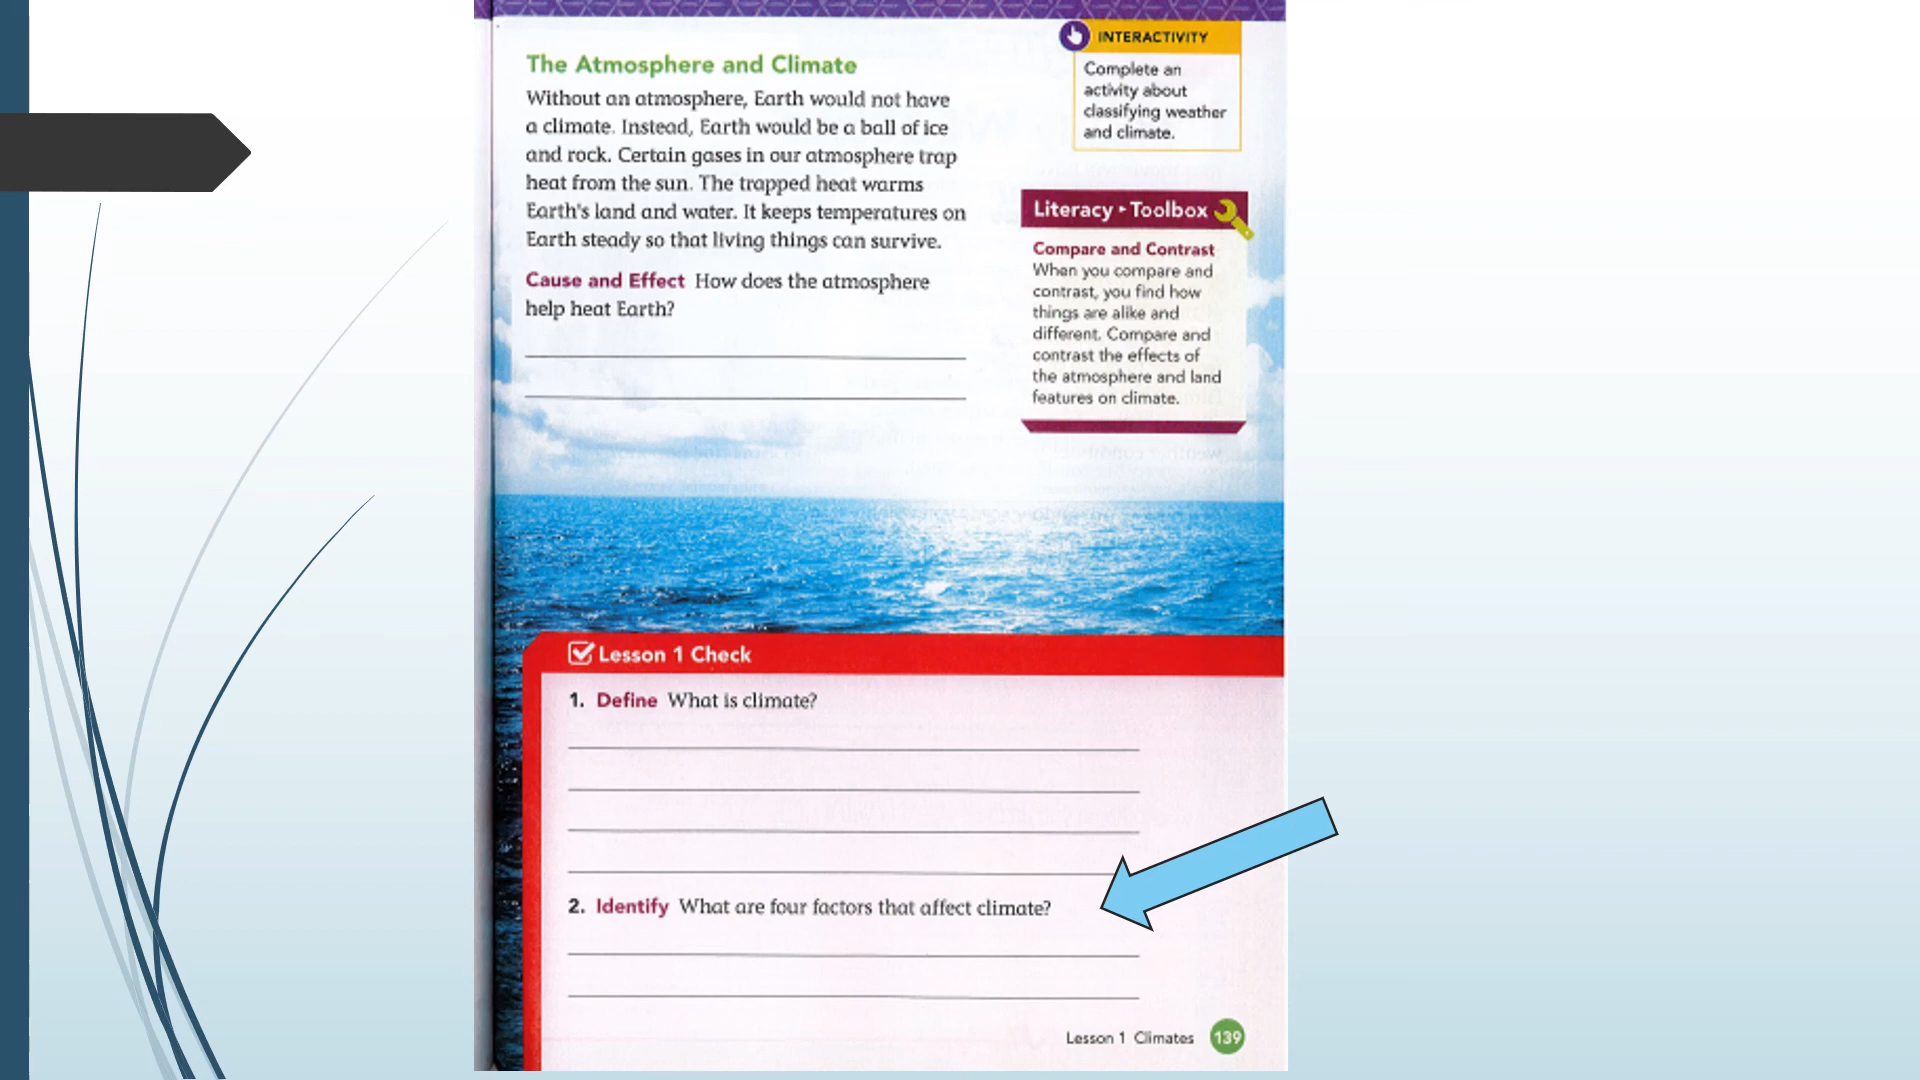 The Atmosphere and Climate
Without an atmosphere, Earth would not have
a climate. Instead, Earth would be a ball of ice
and rock. Certain gases in our atmosphere trap
heat from the sun. The trapped heat warms
Earth's land and water. It keeps temperatures on
Earth steady so that living things can survive.
Cause and Effect How does the atmosphere
help heat Earth?
INTERACTIVITY
Complete an
activity about
classifying weather
and climate.
Literacy ▸ Toolbox
Compare and Contrast
When you compare and
contrast, you find how
things are alike and
different. Compare and
contrast the effects of
the atmosphere and land
features on climate.
Lesson 1 Check
1. Define What is climate?
2. Identify What are four factors that affect climate?
Lesson 1 Climates 139